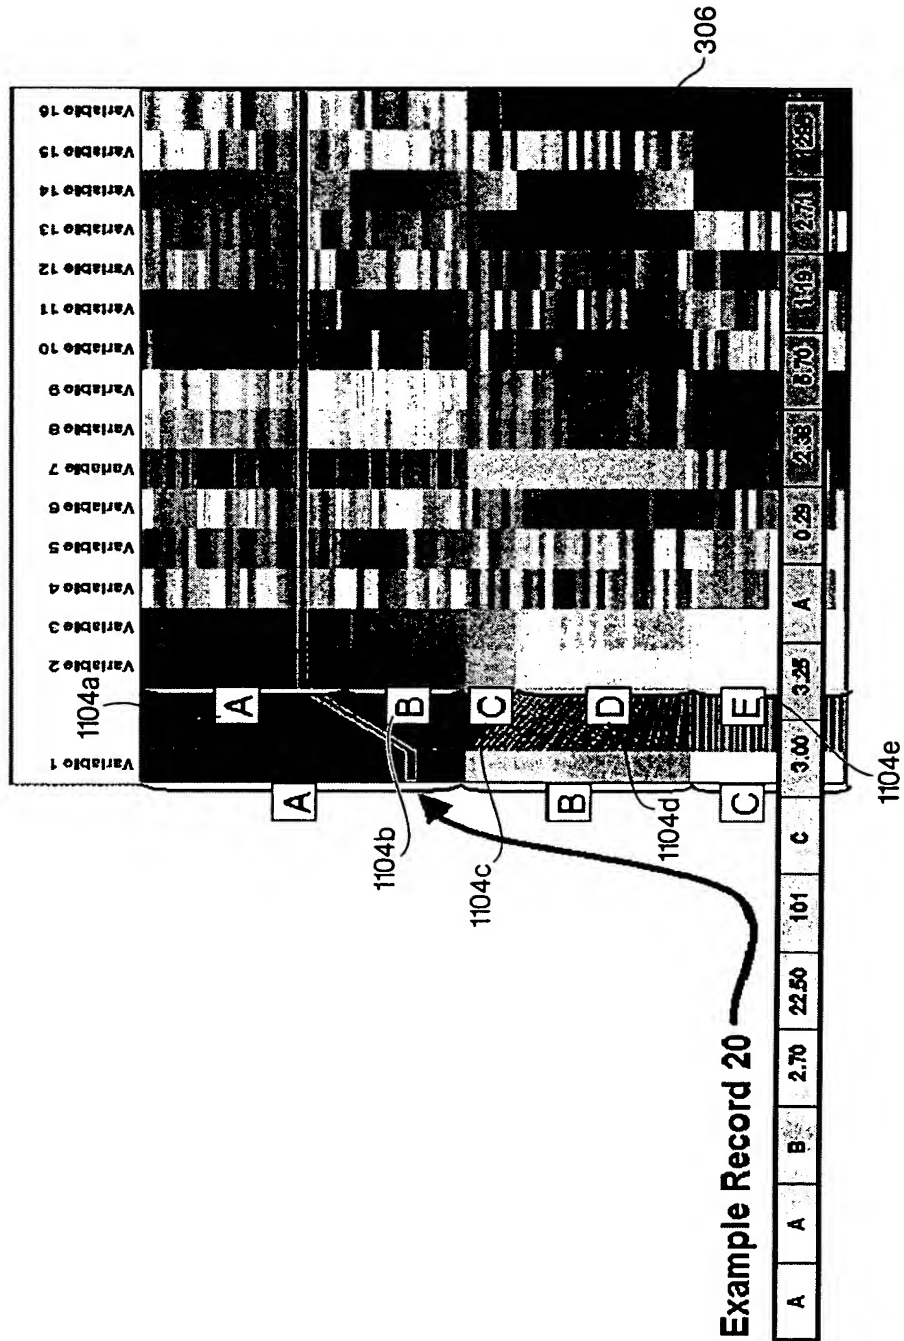 306
Variable 1
Variable 2
Variable 3
Variable 4
Variable 5
Variable 6
Variable 7
Variable 8
Variable 9
Variable 10
Variable 11
Variable 12
Variable 13
Variable 14
Variable 15
Variable 16
1104a
A
B
C
D
E
A
B
C
1104b
1104c
1104d
1104e
Example Record 20
A A B 2.70 22.50 101 C 3.00 3.25 A 0.29 2.38 1.19 2.71